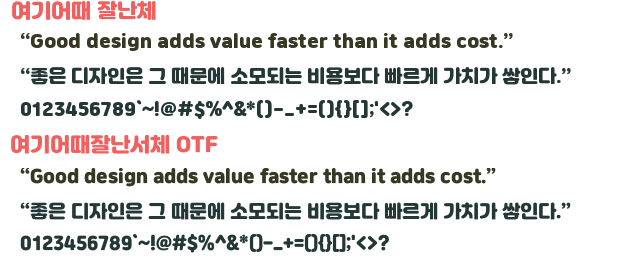 여기어때 잘난체
“Good design adds value faster than it adds cost.”
“좋은 디자인은 그 때문에 소모되는 비용보다 빠르게 가치가 쌓인다.”
0123456789`~!@#$%^&*()-_+=(){}[];'<>?
여기어때잘난서체 OTF
“Good design adds value faster than it adds cost.”
“좋은 디자인은 그 때문에 소모되는 비용보다 빠르게 가치가 쌓인다.”
0123456789`~!@#$%^&*()-_+=(){}[];'<>?